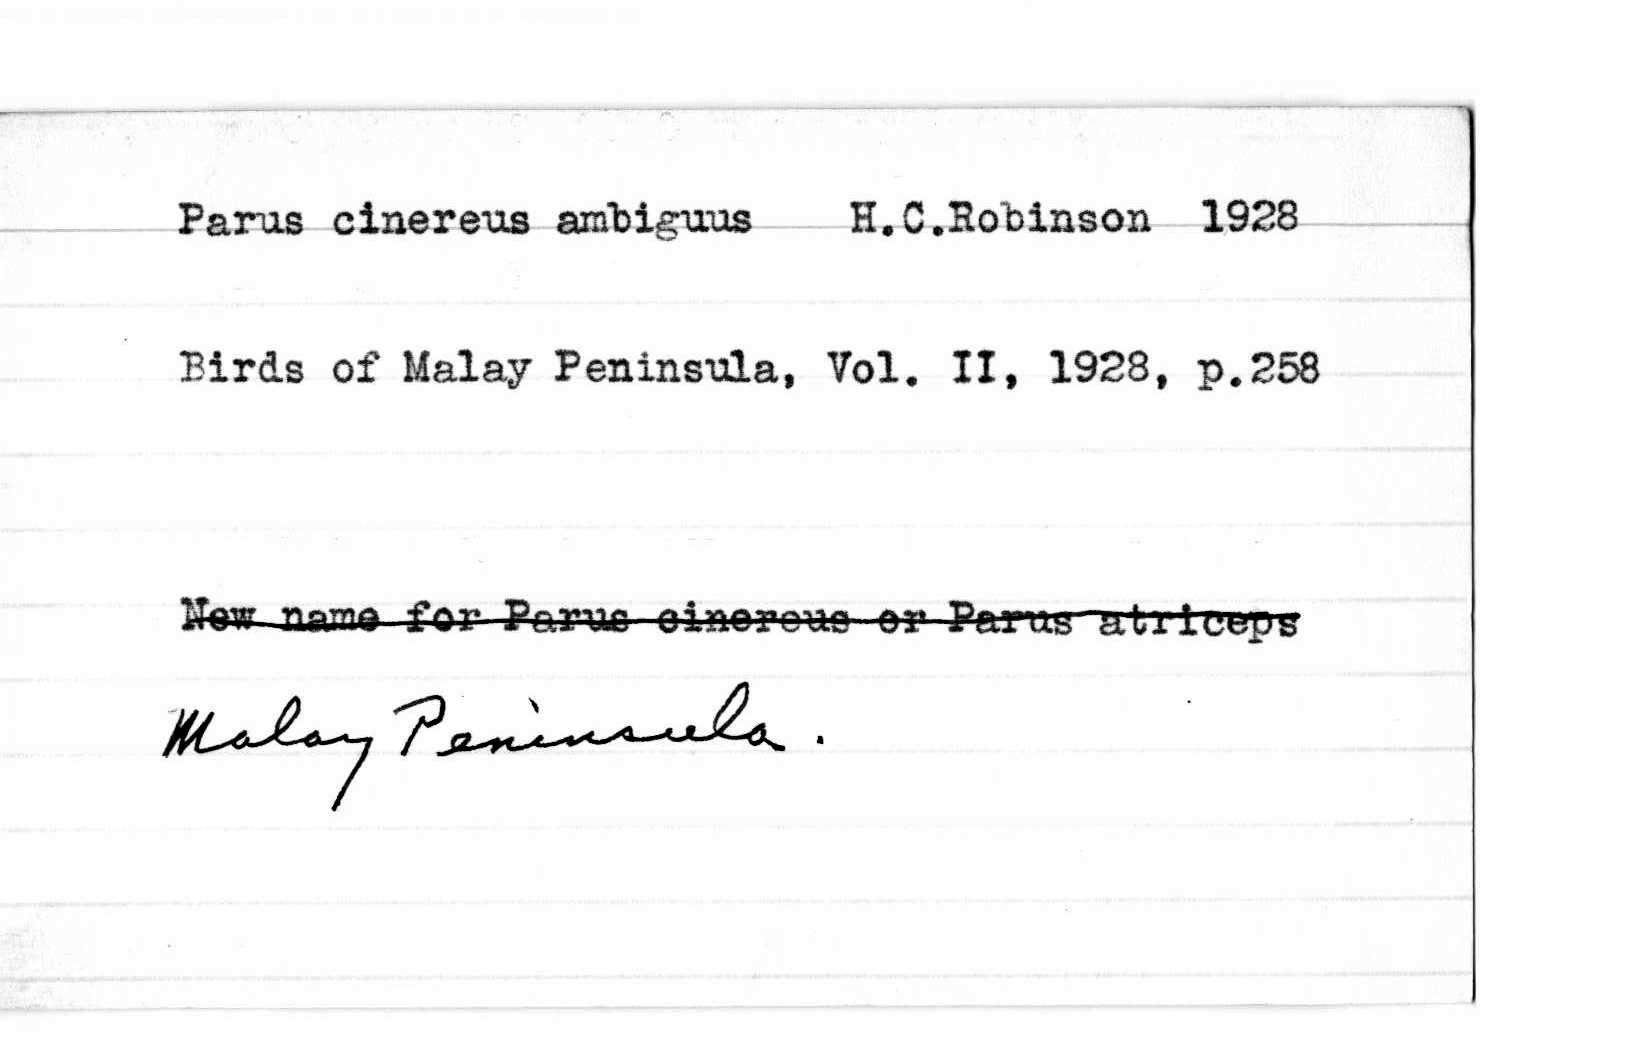 Parus cinereus ambiguus H.C.Robinson 1928
Birds of Malay Peninsula, Vol. II, 1928, p.258
New name for Parus cinereus or Parus atriceps
Malay Peninsula.